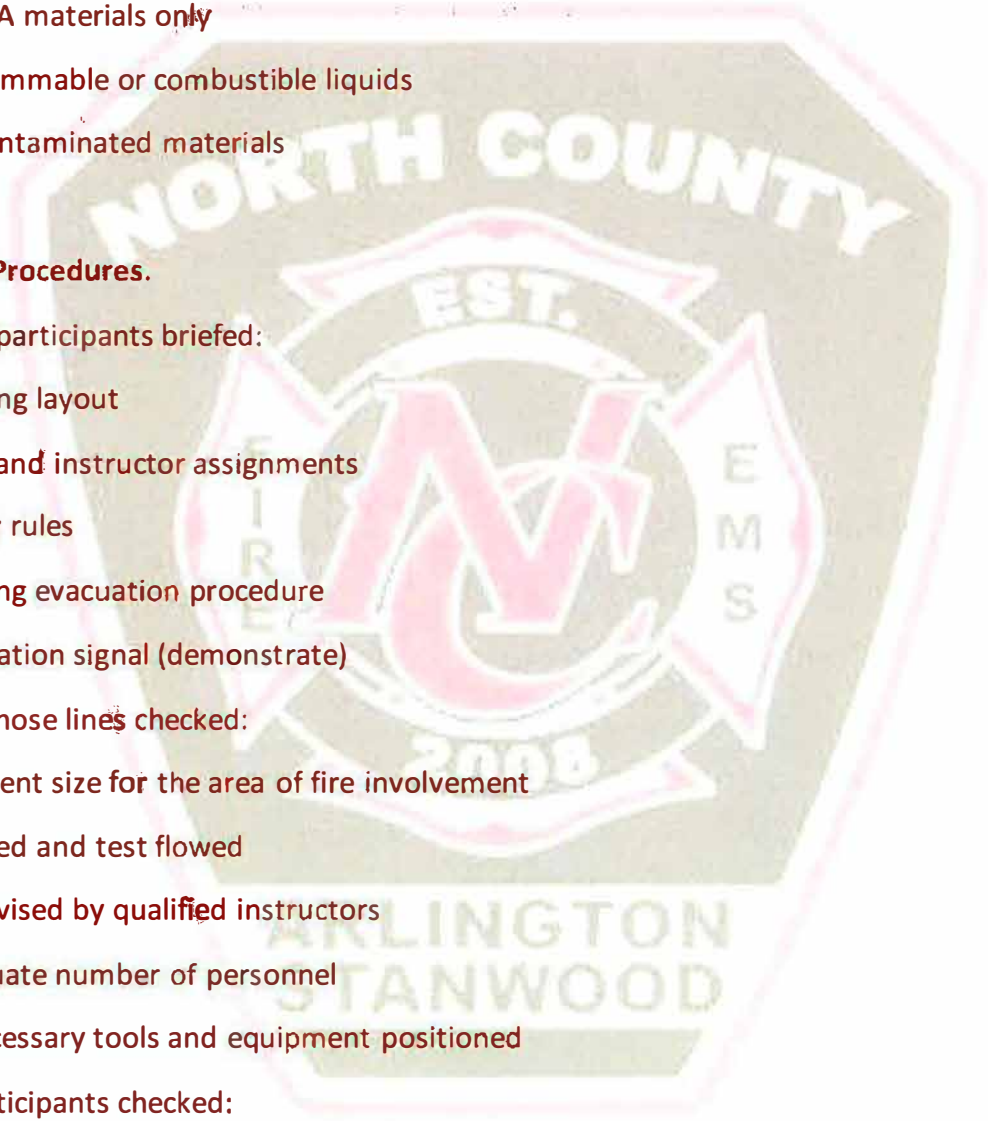 A materials only
mmable or combustible liquids
ntaminated materials
NORTH COUNTY
Procedures.
EST.
participants briefed:
ng layout
and instructor assignments
rules
ng evacuation procedure
ation signal (demonstrate)
FIRE
NC
EMS
hose lines checked:
2008
ent size for the area of fire involvement
ed and test flowed
vised by qualified instructors
ARLINGTON
uate number of personnel
STANWOOD
cessary tools and equipment positioned
ticipants checked: